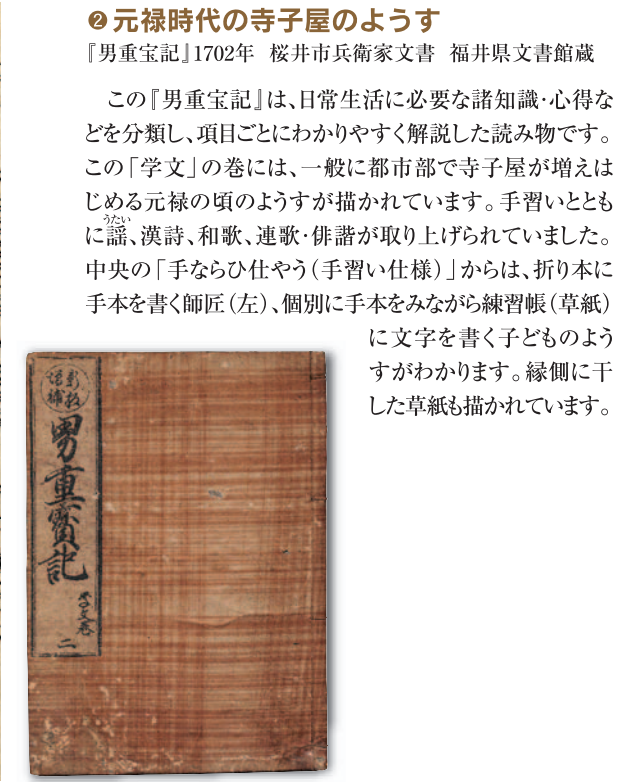 ❷元禄時代の寺子屋のようす
『男重宝記』1702年 桜井市兵衛家文書 福井県文書館蔵
この『男重宝記』は、日常生活に必要な諸知識・心得な
どを分類し、項目ごとにわかりやすく解説した読み物です。
この「学文」の巻には、一般に都市部で寺子屋が増えは
じめる元禄の頃のようすが描かれています。手習いととも
うたい
に謡、漢詩、和歌、連歌・俳諧が取り上げられていました。
中央の「手ならひ仕やう（手習い仕様）」からは、折り本に
手本を書く師匠（左）、個別に手本をみながら練習帳（草紙）
に文字を書く子どものよう
すがわかります。縁側に干
した草紙も描かれています。
新板
増補
男重寳記
学文巻
二